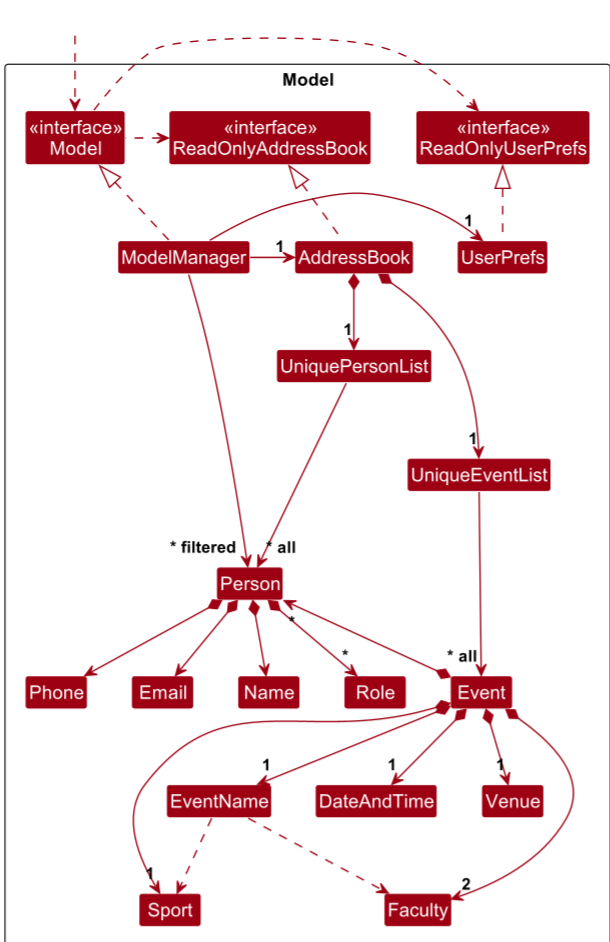 Model
«interface»
Model
«interface»
ReadOnlyAddressBook
«interface»
ReadOnlyUserPrefs
1
ModelManager
1
AddressBook
UserPrefs
1
UniquePersonList
1
UniqueEventList
* filtered
* all
Person
*
*
* all
Phone
Email
Name
Role
Event
1
1
1
EventName
DateAndTime
Venue
1
2
Sport
Faculty